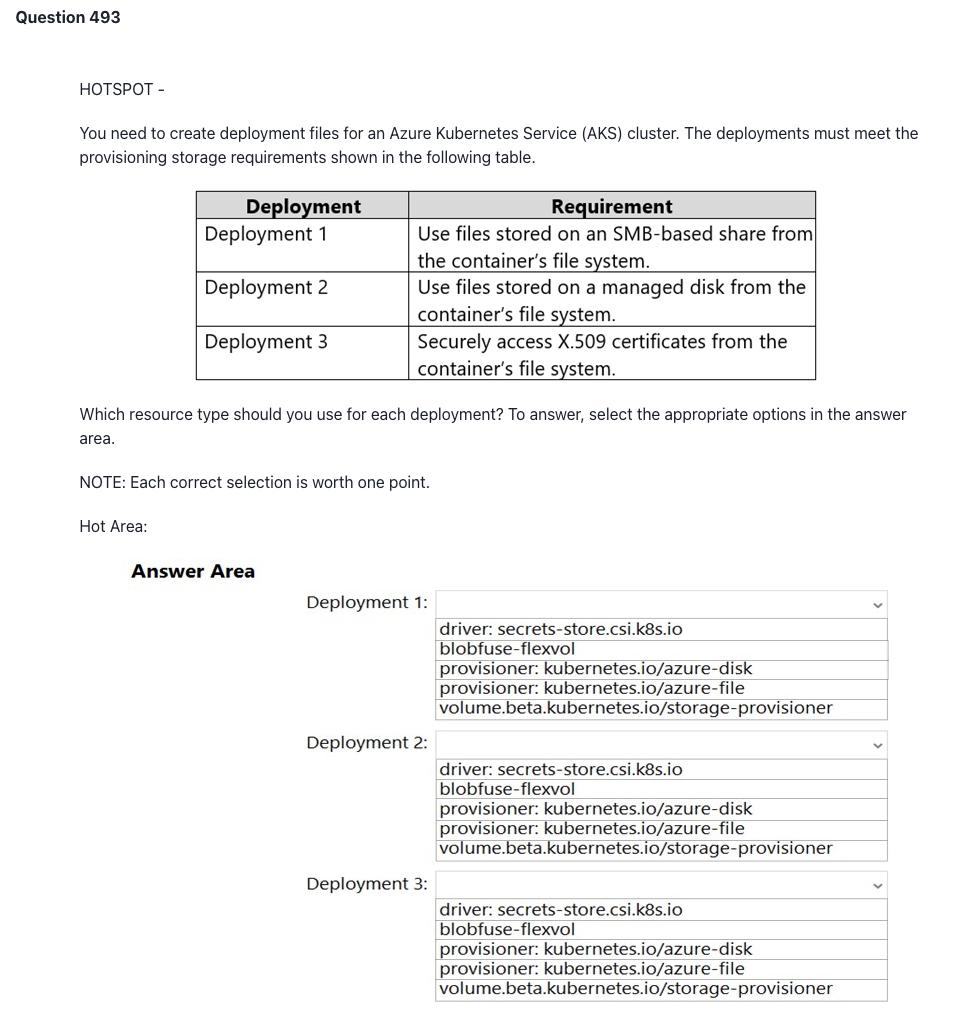 Question 493
HOTSPOT -
You need to create deployment files for an Azure Kubernetes Service (AKS) cluster. The deployments must meet the
provisioning storage requirements shown in the following table.
Deployment Requirement
Deployment 1 Use files stored on an SMB-based share from
the container's file system.
Deployment 2 Use files stored on a managed disk from the
container's file system.
Deployment 3 Securely access X.509 certificates from the
container's file system.
Which resource type should you use for each deployment? To answer, select the appropriate options in the answer
area.
NOTE: Each correct selection is worth one point.
Hot Area:
Answer Area
Deployment 1:
driver: secrets-store.csi.k8s.io
blobfuse-flexvol
provisioner: kubernetes.io/azure-disk
provisioner: kubernetes.io/azure-file
volume.beta.kubernetes.io/storage-provisioner
Deployment 2:
driver: secrets-store.csi.k8s.io
blobfuse-flexvol
provisioner: kubernetes.io/azure-disk
provisioner: kubernetes.io/azure-file
volume.beta.kubernetes.io/storage-provisioner
Deployment 3:
driver: secrets-store.csi.k8s.io
blobfuse-flexvol
provisioner: kubernetes.io/azure-disk
provisioner: kubernetes.io/azure-file
volume.beta.kubernetes.io/storage-provisioner